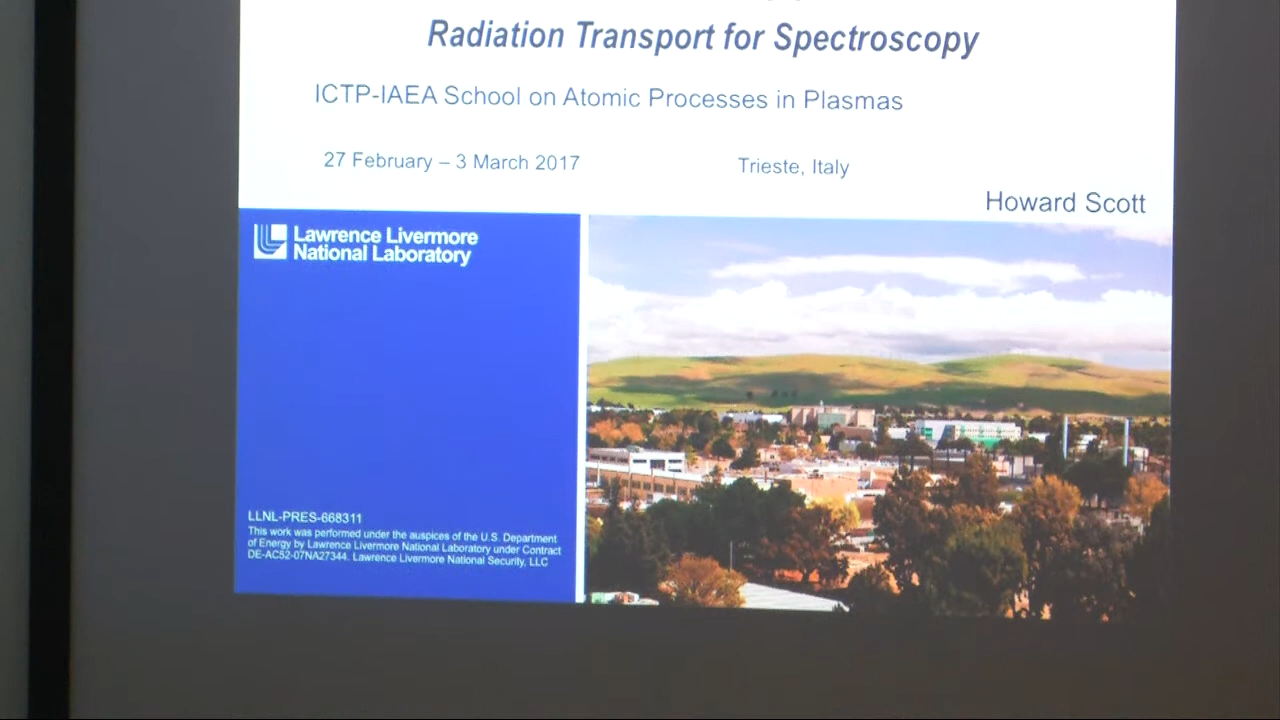 Radiation Transport for Spectroscopy
ICTP-IAEA School on Atomic Processes in Plasmas
27 February – 3 March 2017
Trieste, Italy
Howard Scott
Lawrence Livermore
National Laboratory
LLNL-PRES-668311
This work was performed under the auspices of the U.S. Department
of Energy by Lawrence Livermore National Laboratory under Contract
DE-AC52-07NA27344. Lawrence Livermore National Security, LLC